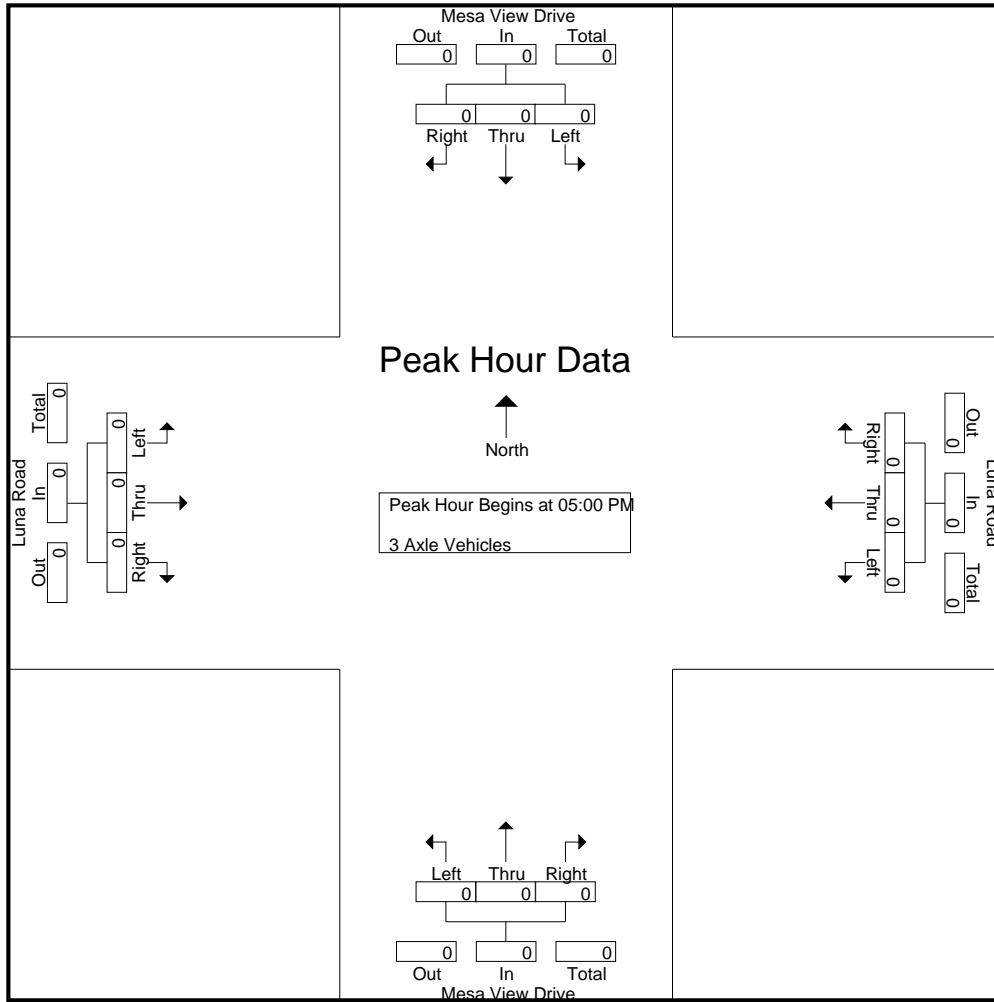 Mesa View Drive
Out In Total
0 0 0
0 0 0
Right Thru Left
Peak Hour Data
North
Peak Hour Begins at 05:00 PM
3 Axle Vehicles
Luna Road
Total In Out
0 0 0
0 0 0
Left Thru Right
Luna Road
Out In Total
0 0 0
0 0 0
Right Thru Left
Left Thru Right
0 0 0
0 0 0
Out In Total
Mesa View Drive